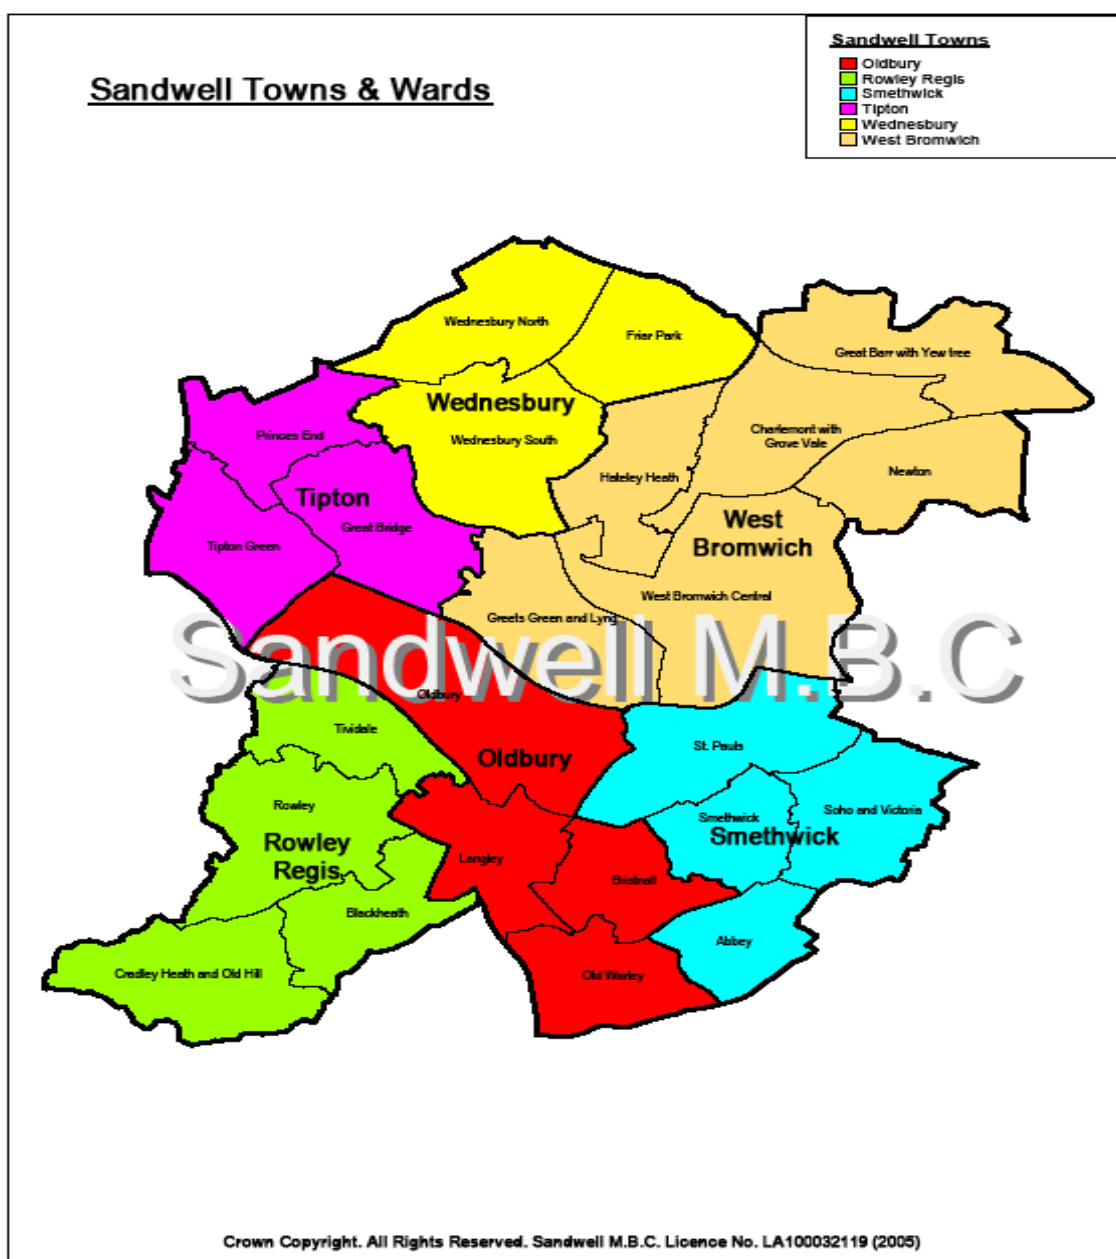 Sandwell Towns & Wards
Sandwell Towns
Oldbury
Rowley Regis
Smethwick
Tipton
Wednesbury
West Bromwich
Wednesbury North
Friar Park
Great Barr with Yew tree
Wednesbury
Princes End
Wednesbury South
Charlemont with
Grove Vale
Hateley Heath
Newton
Tipton
Great Bridge
West
Bromwich
Tipton Green
West Bromwich Central
Greets Green and Lyng
Sandwell M.B.C
Oldbury
Tividale
St. Pauls
Oldbury
Rowley
Smethwick
Soho and Victoria
Smethwick
Rowley
Regis
Langley
Bristnall
Blackheath
Abbey
Cradley Heath and Old Hill
Old Warley
Crown Copyright. All Rights Reserved. Sandwell M.B.C. Licence No. LA100032119 (2005)